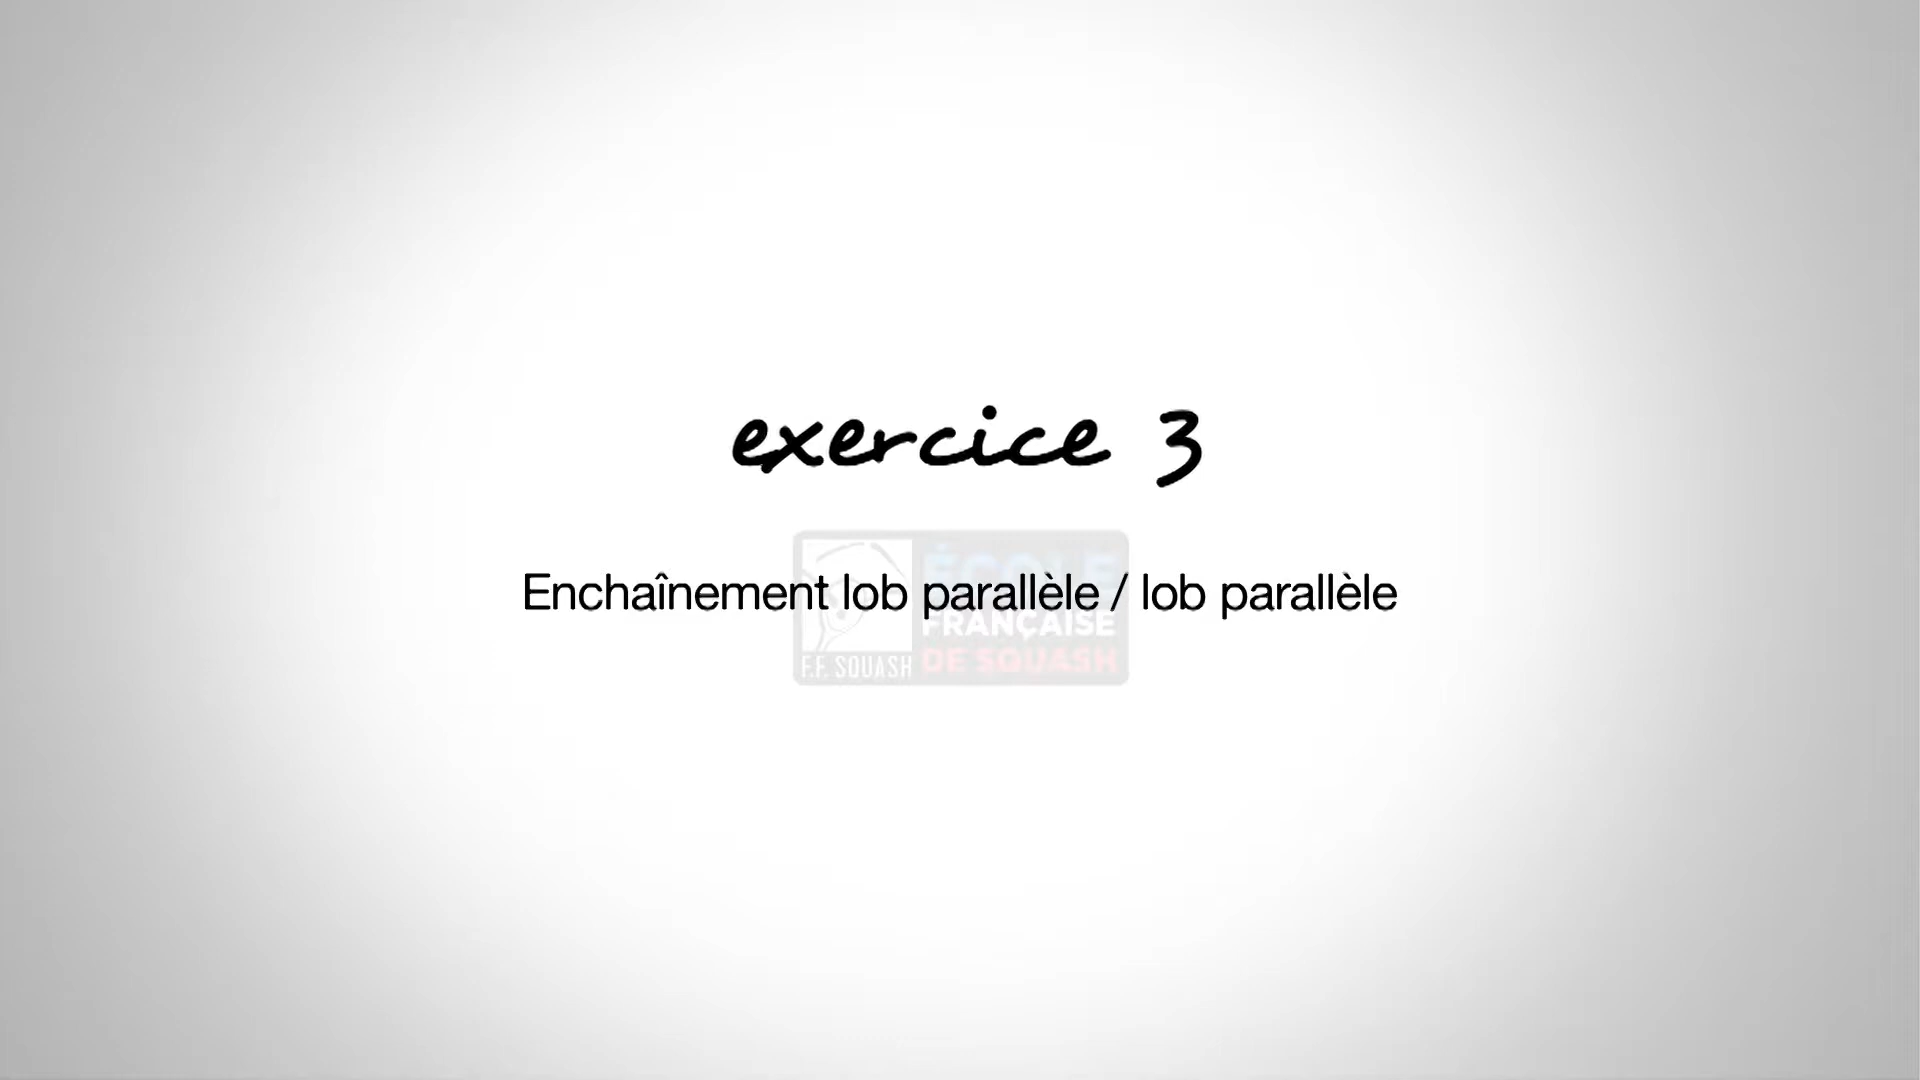 exercice 3
Enchaînement lob parallèle / lob parallèle
ÉCOLE
FRANÇAISE
F.F. SQUASH DE SQUASH